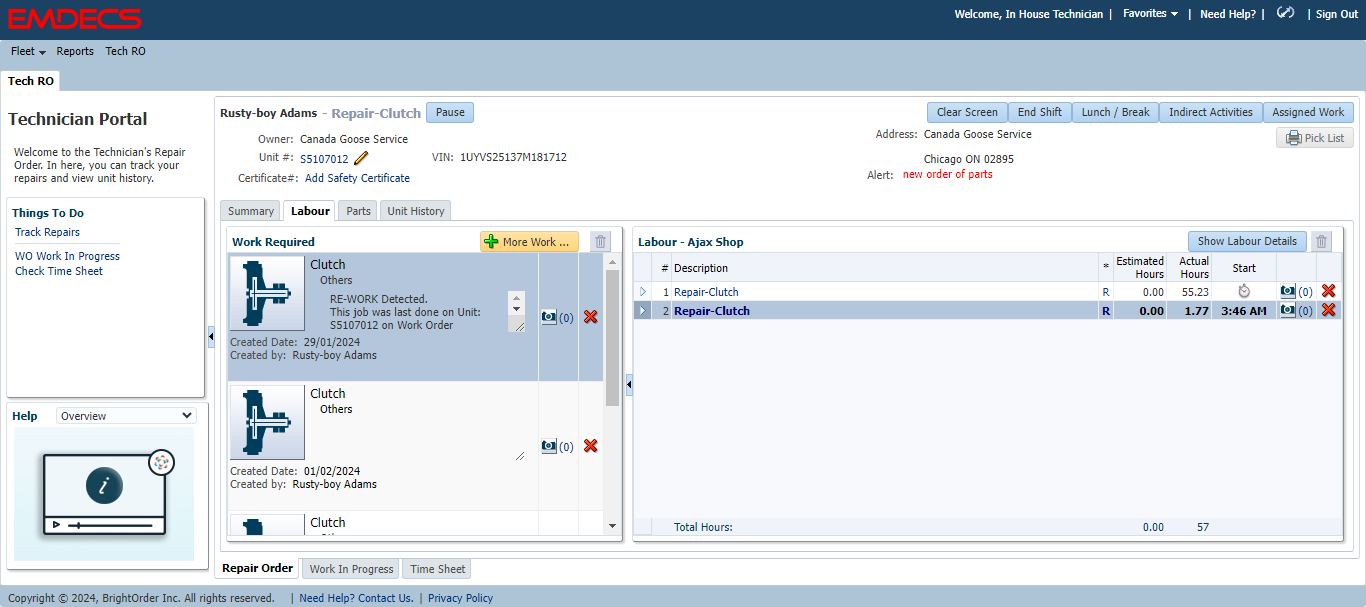 EMDECS
Welcome, In House Technician | Favorites | Need Help? | | Sign Out
Fleet Reports Tech RO
Tech RO
Technician Portal
Welcome to the Technician's Repair
Order. In here, you can track your
repairs and view unit history.
Things To Do
Track Repairs
WO Work In Progress
Check Time Sheet
Help Overview
i
Rusty-boy Adams - Repair-Clutch Pause
Clear Screen End Shift Lunch / Break Indirect Activities Assigned Work
Pick List
Owner: Canada Goose Service
Unit #: S5107012 VIN: 1UYVS25137M181712
Certificate#: Add Safety Certificate
Address: Canada Goose Service
Chicago ON 02895
Alert: new order of parts
Summary Labour Parts Unit History
Work Required More Work ...
Clutch
Others
RE-WORK Detected.
This job was last done on Unit:
S5107012 on Work Order
(0)
Created Date: 29/01/2024
Created by: Rusty-boy Adams
Clutch
Others
(0)
Created Date: 01/02/2024
Created by: Rusty-boy Adams
Clutch
Labour - Ajax Shop Show Labour Details
# Description * Estimated Hours Actual Hours Start
1 Repair-Clutch R 0.00 55.23 (0)
2 Repair-Clutch R 0.00 1.77 3:46 AM (0)
Total Hours: 0.00 57
Repair Order Work In Progress Time Sheet
Copyright © 2024, BrightOrder Inc. All rights reserved. | Need Help? Contact Us. | Privacy Policy